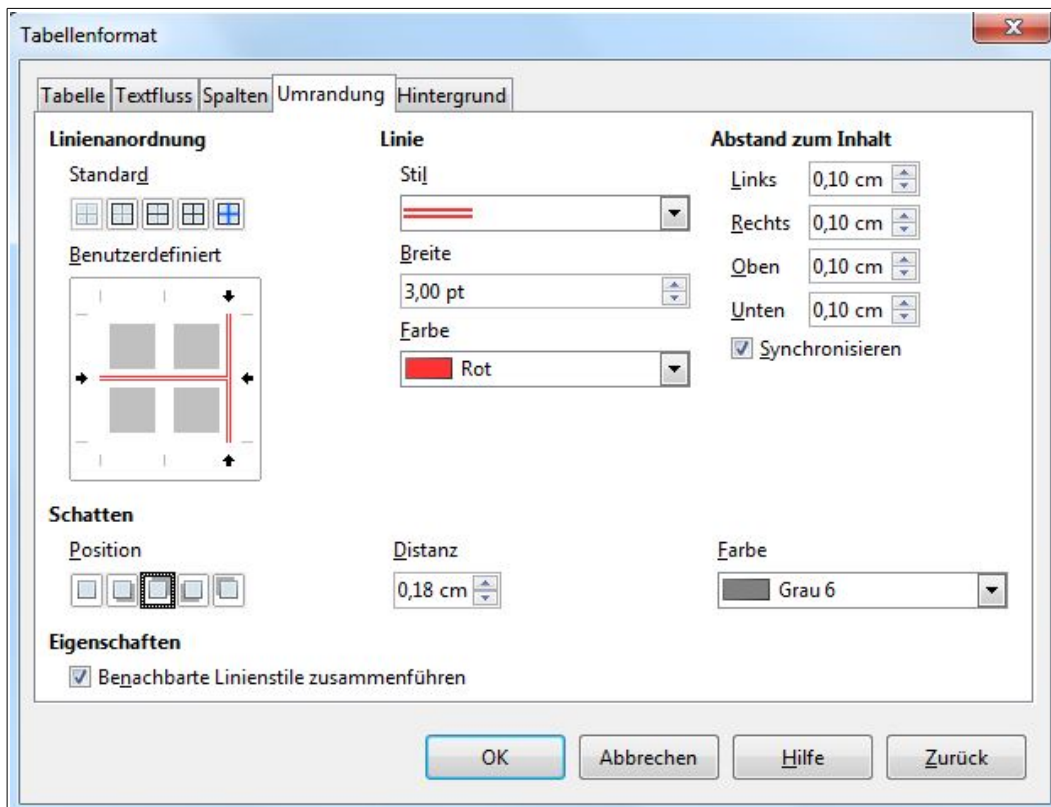 Tabellenformat
Tabelle Textfluss Spalten Umrandung Hintergrund
Linienanordnung
Standard
Benutzerdefiniert
Linie
Stil
Breite
3,00 pt
Farbe
Rot
Abstand zum Inhalt
Links 0,10 cm
Rechts 0,10 cm
Oben 0,10 cm
Unten 0,10 cm
Synchronisieren
Schatten
Position
Distanz
0,18 cm
Farbe
Grau 6
Eigenschaften
Benachbarte Linienstile zusammenführen
OK Abbrechen Hilfe Zurück